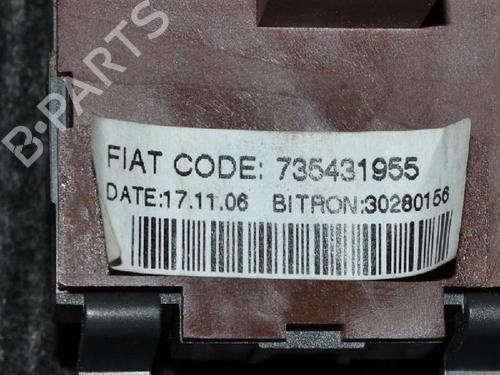 B-PARTS
FIAT CODE: 735431955
DATE:17.11.06 BITRON:30280156